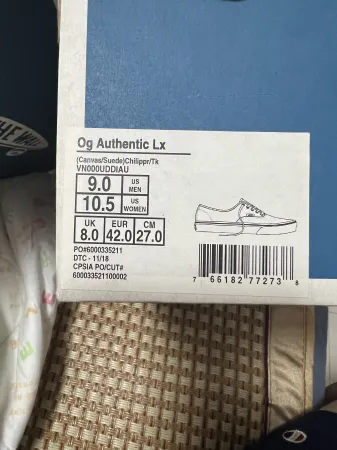 THE WALL
Og Authentic Lx
(Canvas/Suede)Chilippr/Tk
VN000UDDIAU
9.0 US MEN
10.5 US WOMEN
UK EUR CM
8.0 42.0 27.0
PO#6000335211
DTC - 11/18
CPSIA PO/CUT#
600033521100002
7 66182 77273 8